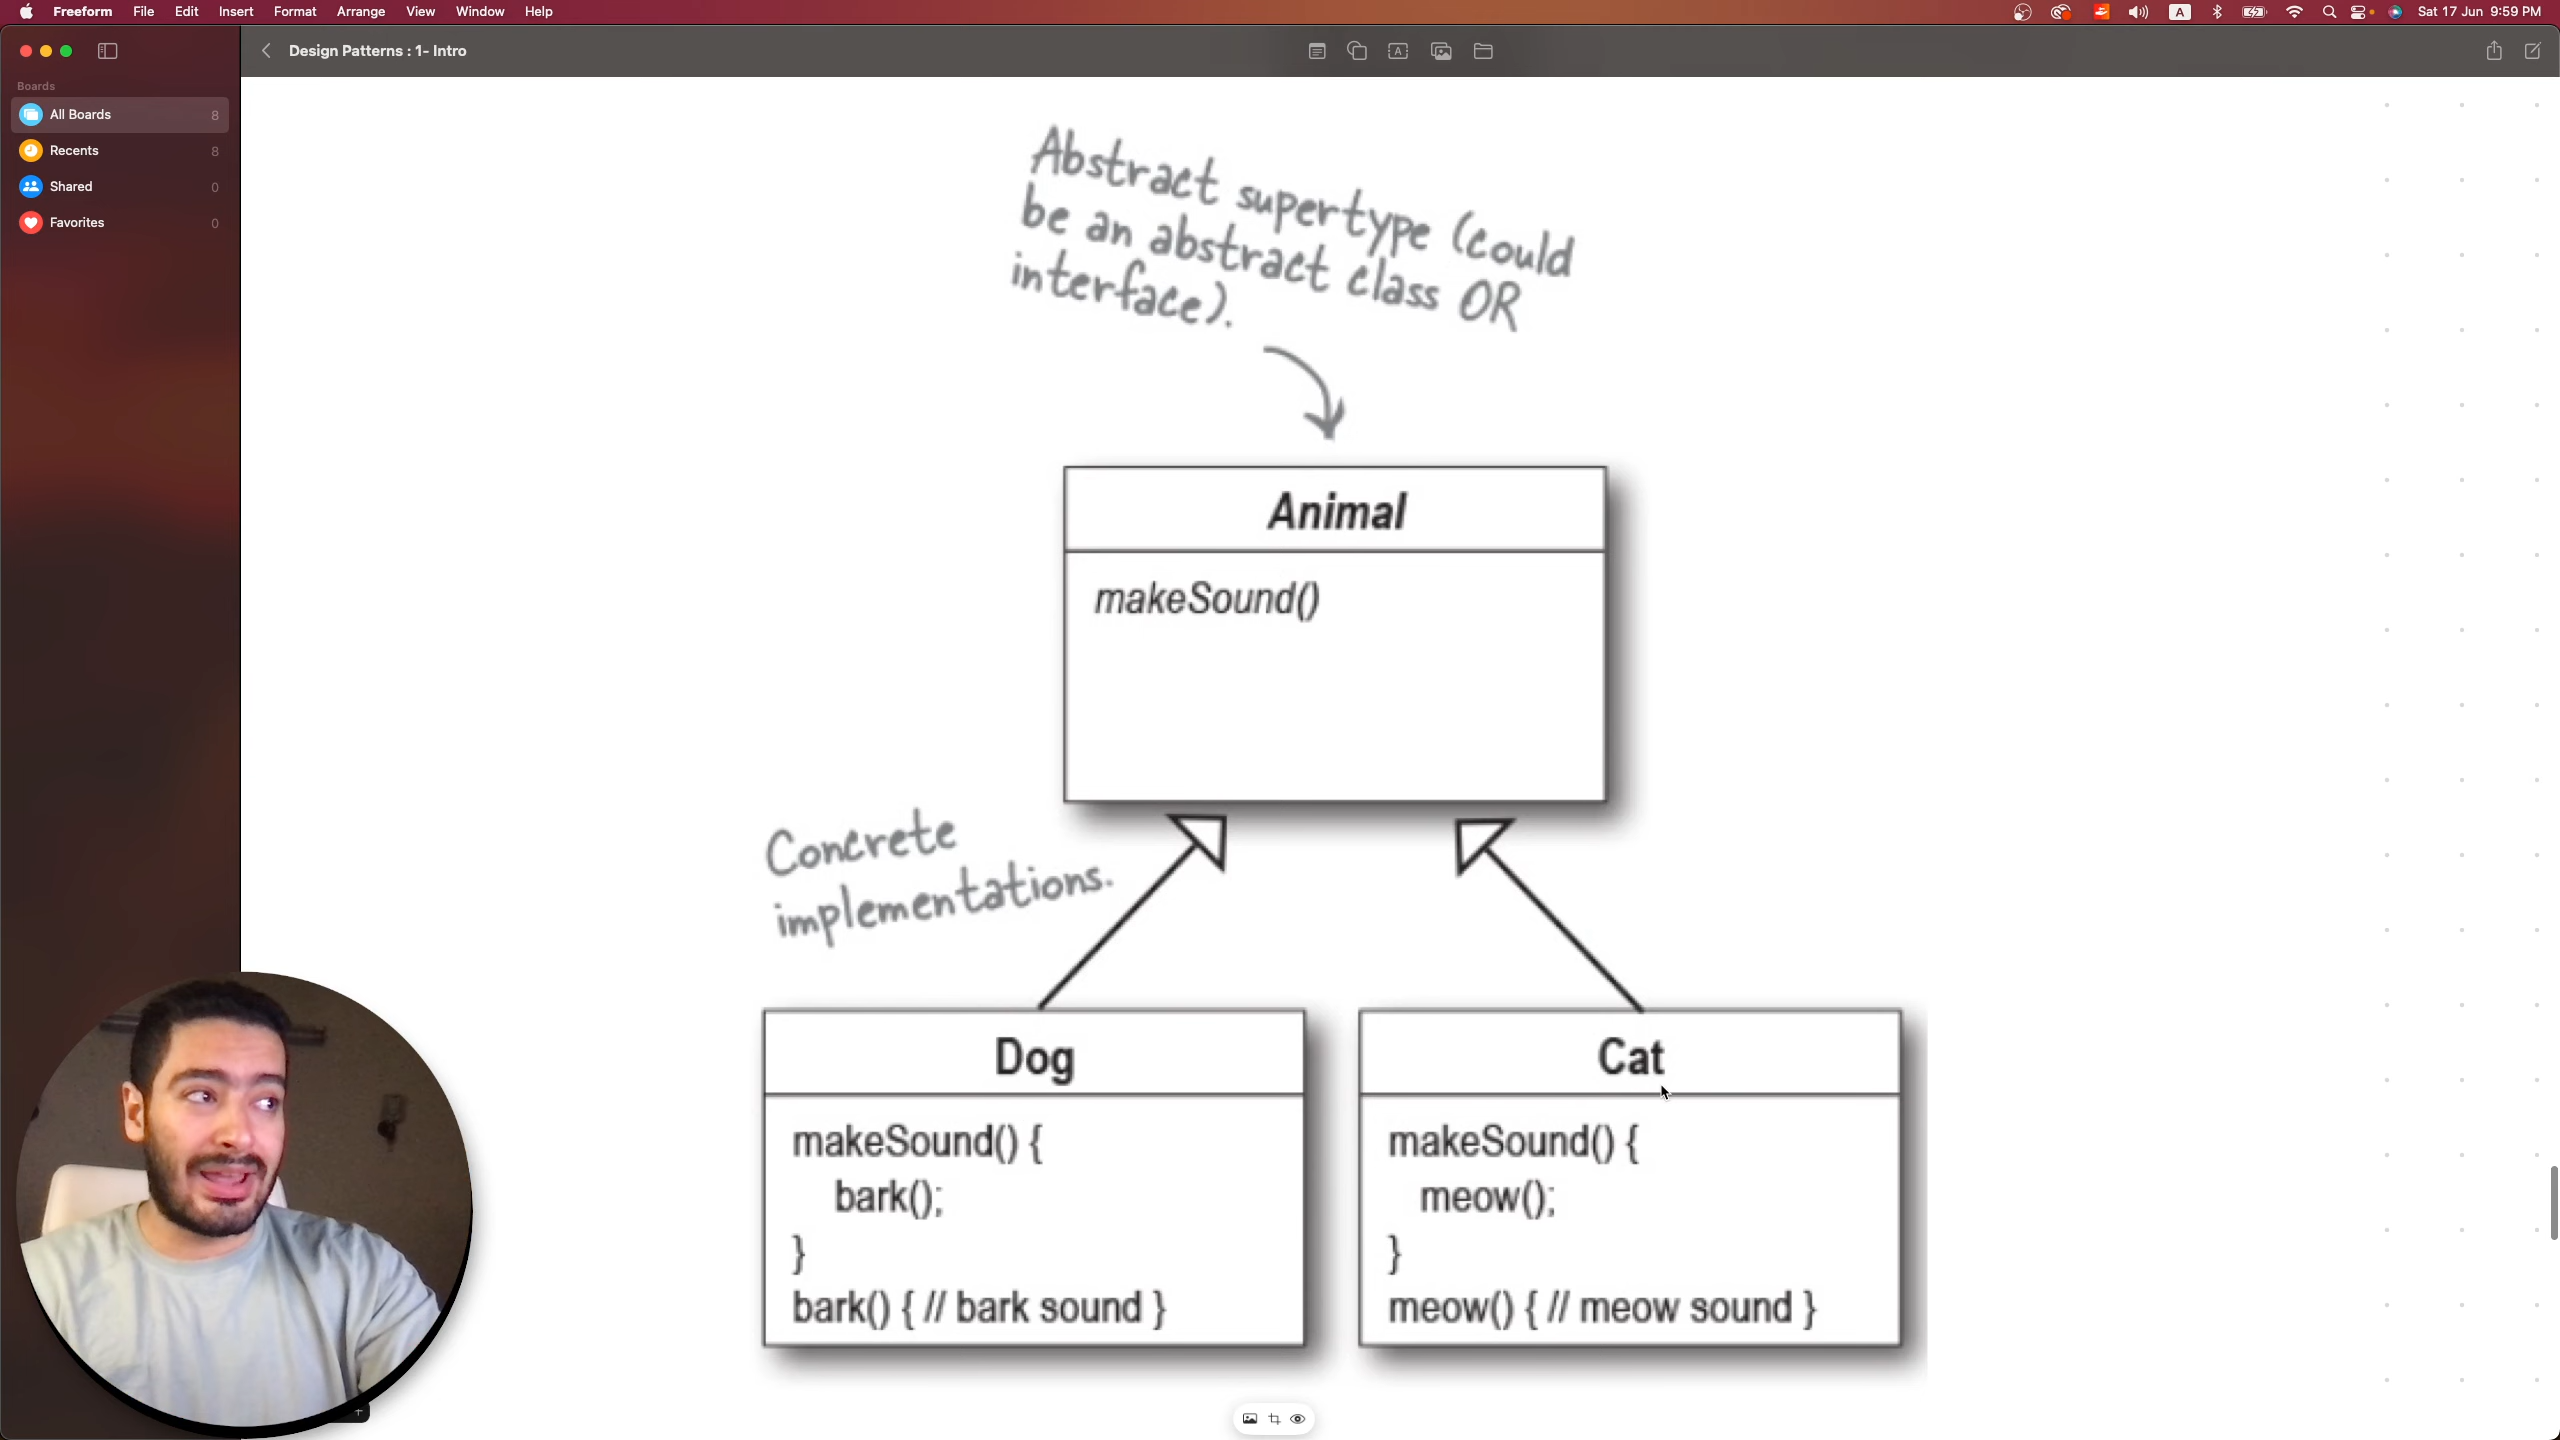 Freeform File Edit Insert Format Arrange View Window Help
A
Sat 17 Jun 9:59 PM
Design Patterns : 1- Intro
A
Boards
All Boards 8
Recents 8
Shared 0
Favorites 0
Abstract supertype (could
be an abstract class OR
interface).
Animal
makeSound()
Concrete
implementations.
Dog
makeSound() {
bark();
}
bark() { // bark sound }
Cat
makeSound() {
meow();
}
meow() { // meow sound }